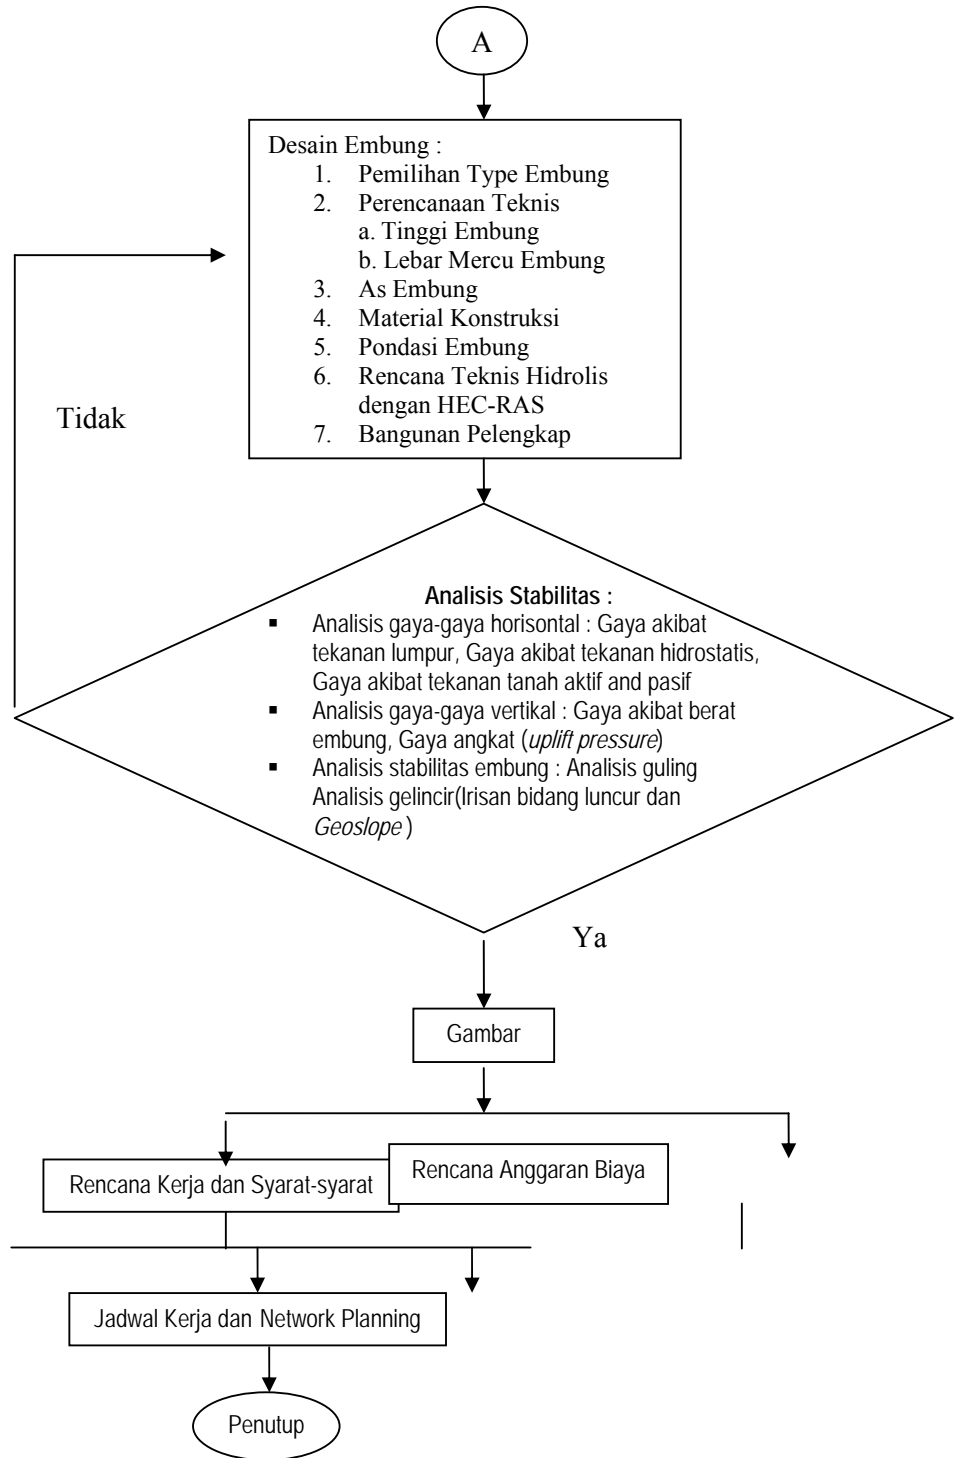 A
Desain Embung :
1. Pemilihan Type Embung
2. Perencanaan Teknis
a. Tinggi Embung
b. Lebar Mercu Embung
3. As Embung
4. Material Konstruksi
5. Pondasi Embung
6. Rencana Teknis Hidrolis
dengan HEC-RAS
7. Bangunan Pelengkap
Tidak
Analisis Stabilitas :
▪ Analisis gaya-gaya horisontal : Gaya akibat
tekanan lumpur, Gaya akibat tekanan hidrostatis,
Gaya akibat tekanan tanah aktif and pasif
▪ Analisis gaya-gaya vertikal : Gaya akibat berat
embung, Gaya angkat (uplift pressure)
▪ Analisis stabilitas embung : Analisis guling
Analisis gelincir(Irisan bidang luncur dan
Geoslope )
Ya
Gambar
Rencana Kerja dan Syarat-syarat
Rencana Anggaran Biaya
Jadwal Kerja dan Network Planning
Penutup